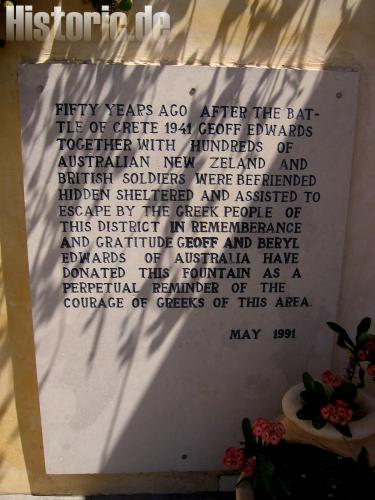 Historic.de
FIFTY YEARS AGO AFTER THE BAT-
TLE OF CRETE 1941 GEOFF EDWARDS
TOGETHER WITH HUNDREDS OF
AUSTRALIAN NEW ZELAND AND
BRITISH SOLDIERS WERE BEFRIENDED
HIDDEN SHELTERED AND ASSISTED TO
ESCAPE BY THE GREEK PEOPLE OF
THIS DISTRICT IN REMEMBERANCE
AND GRATITUDE GEOFF AND BERYL
EDWARDS OF AUSTRALIA HAVE
DONATED THIS FOUNTAIN AS A
PERPETUAL REMINDER OF THE
COURAGE OF GREEKS OF THIS AREA.
MAY 1991